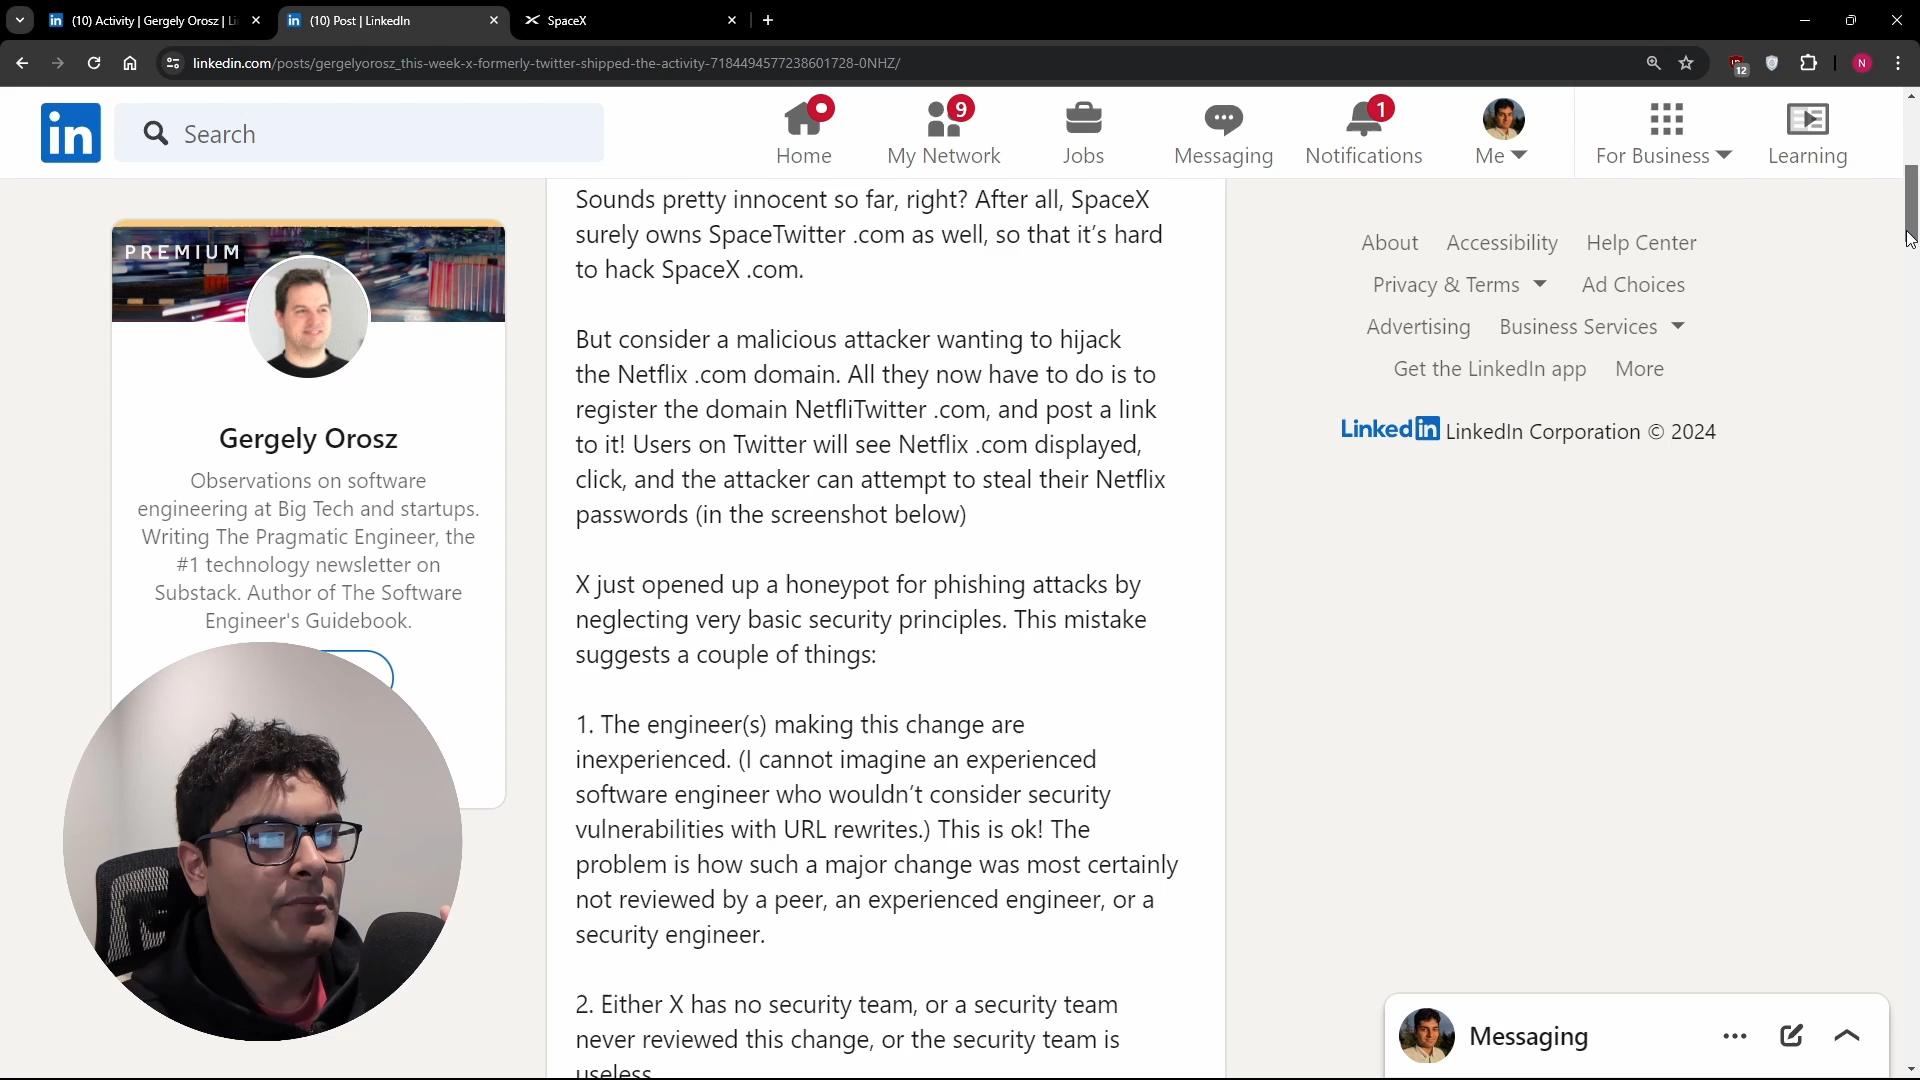 (10) Activity | Gergely Orosz | Li
(10) Post | LinkedIn
SpaceX
linkedin.com/posts/gergelyorosz_this-week-x-formerly-twitter-shipped-the-activity-7184494577238601728-0NHZ/
12
N
in
Search
Home
9
My Network
Jobs
Messaging
1
Notifications
Me
For Business
Learning
PREMIUM
Gergely Orosz
Observations on software
engineering at Big Tech and startups.
Writing The Pragmatic Engineer, the
#1 technology newsletter on
Substack. Author of The Software
Engineer's Guidebook.
Sounds pretty innocent so far, right? After all, SpaceX
surely owns SpaceTwitter .com as well, so that it’s hard
to hack SpaceX .com.
But consider a malicious attacker wanting to hijack
the Netflix .com domain. All they now have to do is to
register the domain NetfliTwitter .com, and post a link
to it! Users on Twitter will see Netflix .com displayed,
click, and the attacker can attempt to steal their Netflix
passwords (in the screenshot below)
X just opened up a honeypot for phishing attacks by
neglecting very basic security principles. This mistake
suggests a couple of things:
1. The engineer(s) making this change are
inexperienced. (I cannot imagine an experienced
software engineer who wouldn’t consider security
vulnerabilities with URL rewrites.) This is ok! The
problem is how such a major change was most certainly
not reviewed by a peer, an experienced engineer, or a
security engineer.
2. Either X has no security team, or a security team
never reviewed this change, or the security team is
useless
About Accessibility Help Center
Privacy & Terms Ad Choices
Advertising Business Services
Get the LinkedIn app More
LinkedIn LinkedIn Corporation © 2024
Messaging